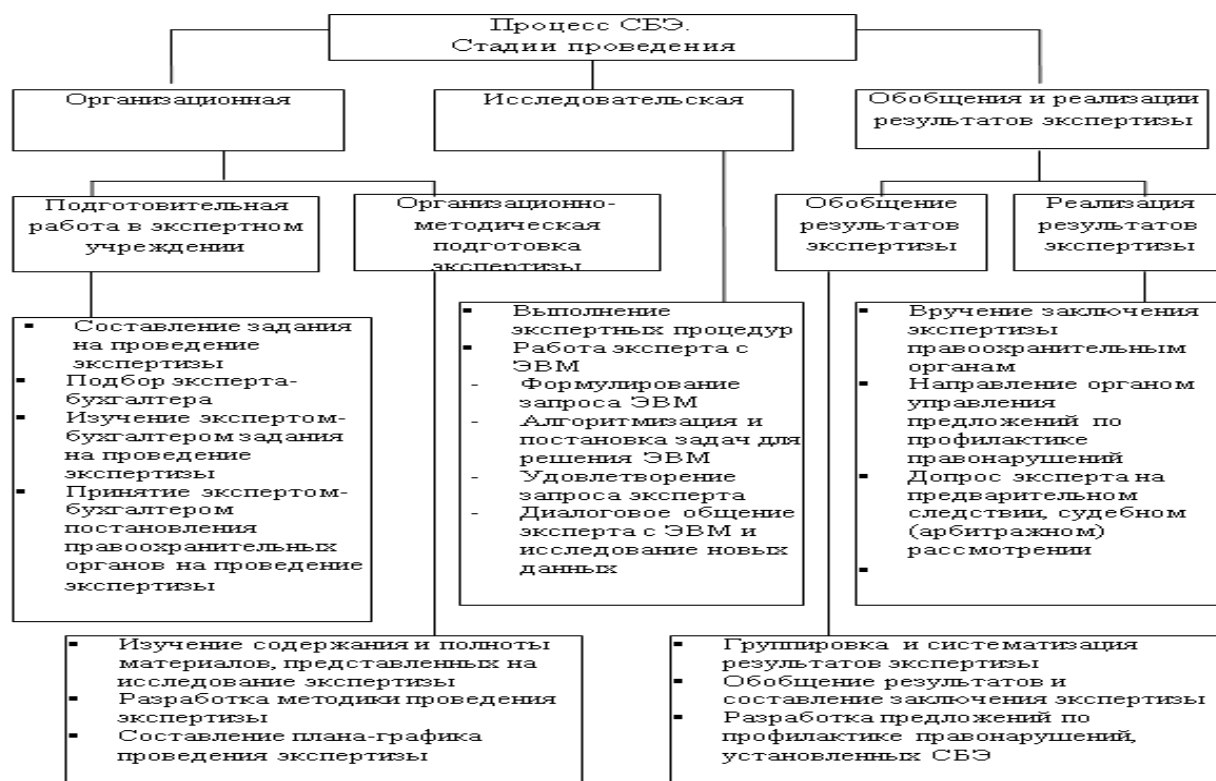 Процесс СБЭ.
Стадии проведения
Организационная
Исследовательская
Обобщения и реализации
результатов экспертизы
Подготовительная
работа в экспертном
учреждении
Организационно-
методическая
подготовка
экспертизы
Обобщение
результатов
экспертизы
Реализация
результатов
экспертизы
▪ Составление задания
на проведение
экспертизы
▪ Подбор эксперта-
бухгалтера
▪ Изучение экспертом-
бухгалтером задания
на проведение
экспертизы
▪ Принятие экспертом-
бухгалтером
постановления
правоохранительных
органов на проведение
экспертизы
▪ Выполнение
экспертных процедур
▪ Работа эксперта с
ЭВМ
- Формулирование
запроса ЭВМ
- Алгоритмизация и
постановка задач для
решения ЭВМ
- Удовлетворение
запроса эксперта
- Диалоговое общение
эксперта с ЭВМ и
исследование новых
данных
▪ Вручение заключения
экспертизы
правоохранительным
органам
▪ Направление органом
управления
предложений по
профилактике
правонарушений
▪ Допрос эксперта на
предварительном
следствии, судебном
(арбитражном)
рассмотрении
▪
▪ Изучение содержания и полноты
материалов, представленных на
исследование экспертизы
▪ Разработка методики проведения
экспертизы
▪ Составление плана-графика
проведения экспертизы
▪ Группировка и систематизация
результатов экспертизы
▪ Обобщение результатов и
составление заключения экспертизы
▪ Разработка предложений по
профилактике правонарушений,
установленных СБЭ